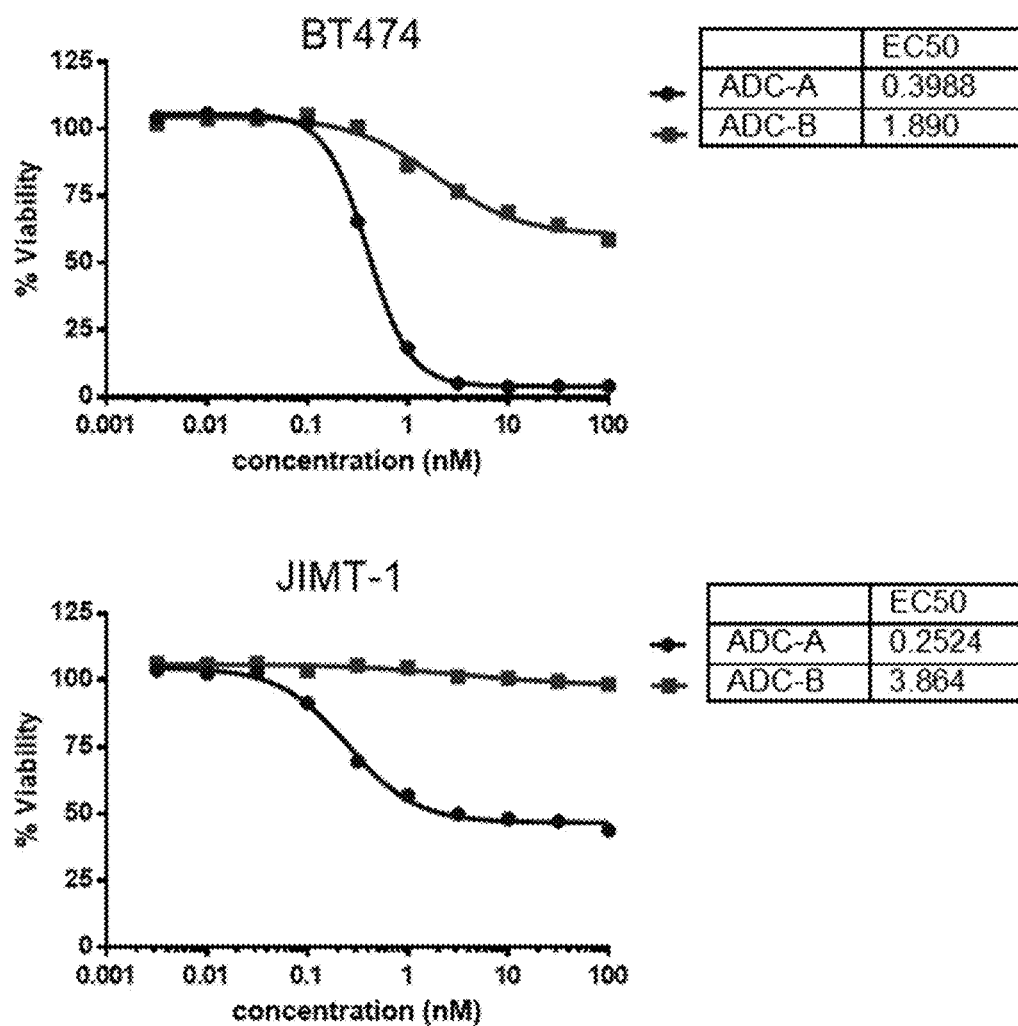 BT474
125
100
75
50
25
0
% Viability
0.001 0.01 0.1 1 10 100
concentration (nM)
EC50
ADC-A 0.3988
ADC-B 1.890
JIMT-1
125
100
75
50
25
0
% Viability
0.001 0.01 0.1 1 10 100
concentration (nM)
EC50
ADC-A 0.2524
ADC-B 3.864